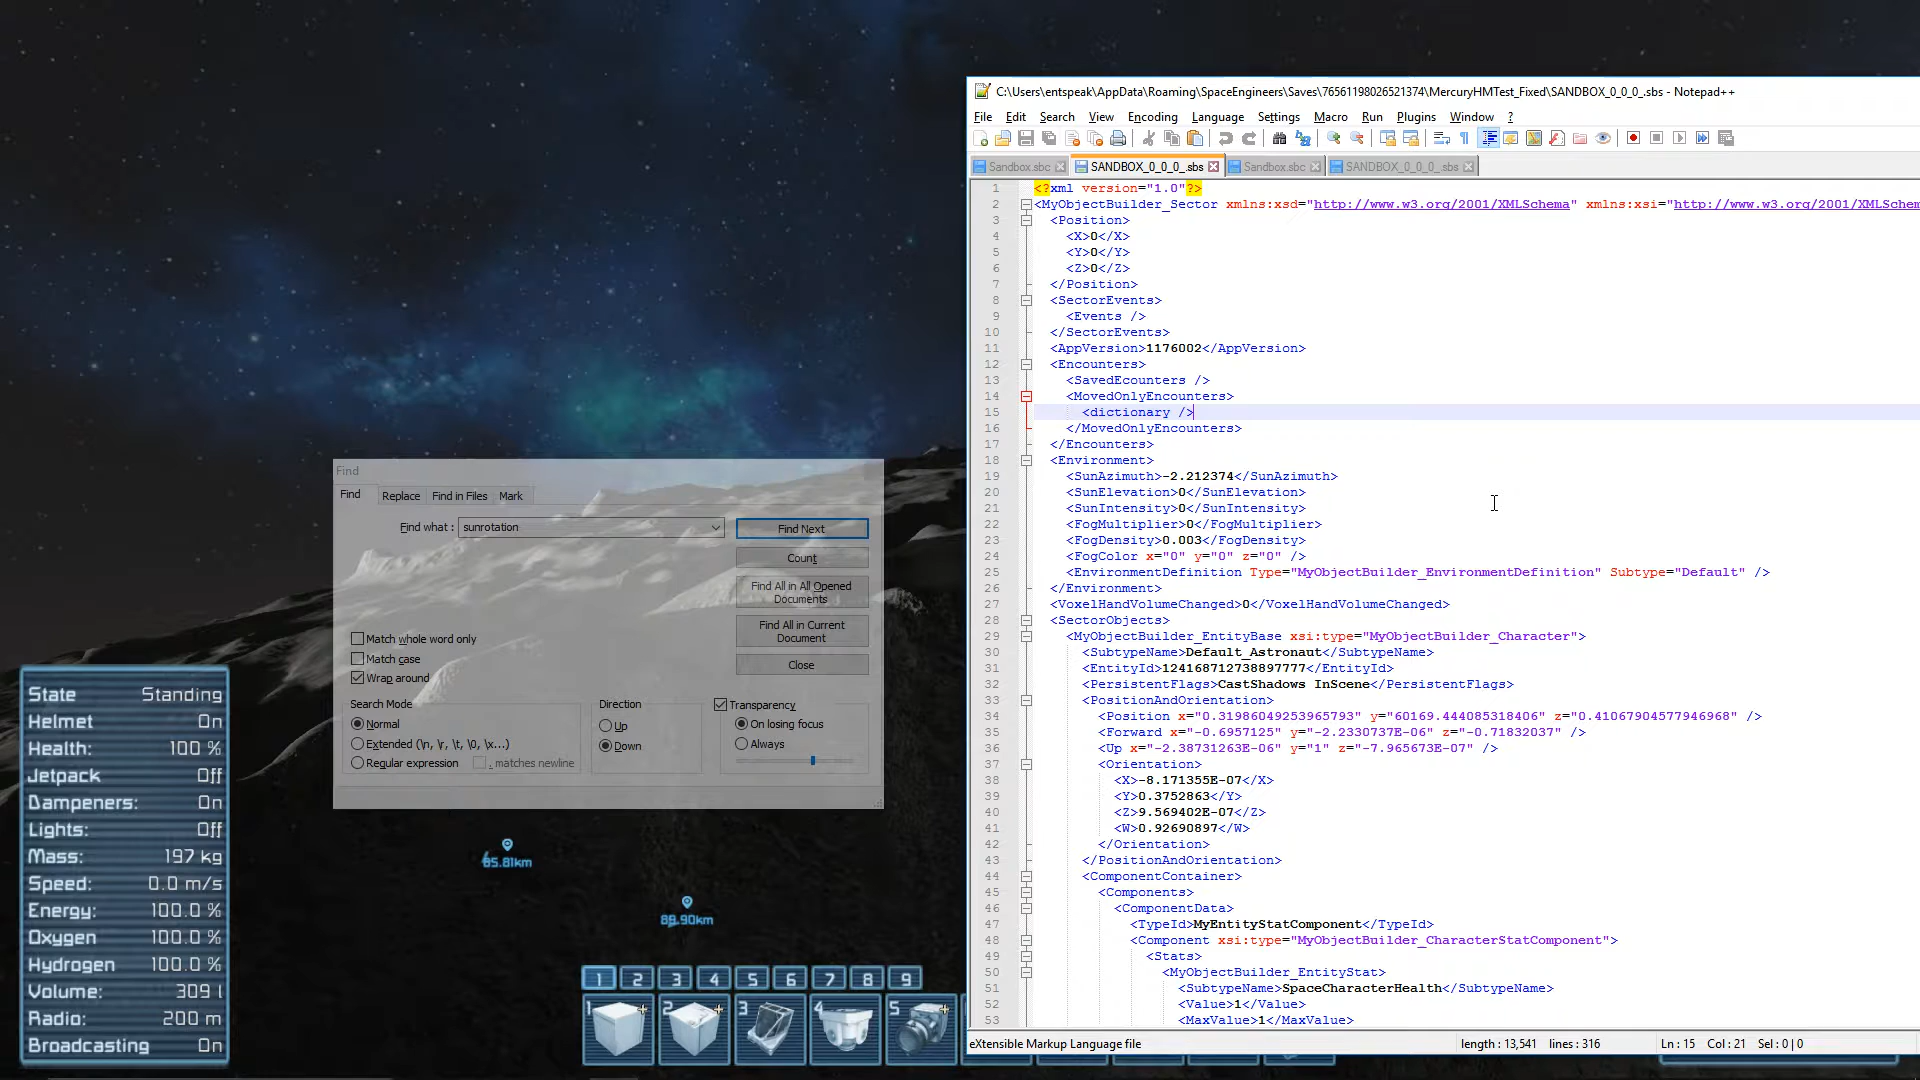 C:\Users\entspeak\AppData\Roaming\SpaceEngineers\Saves\76561198026521374\MercuryHMTest_Fixed\SANDBOX_0_0_0_.sbs - Notepad++
File Edit Search View Encoding Language Settings Macro Run Plugins Window ?
Sandbox.sbc SANDBOX_0_0_0_.sbs Sandbox.sbc SANDBOX_0_0_0_.sbs
1 <?xml version="1.0"?>
2 <MyObjectBuilder_Sector xmlns:xsd="http://www.w3.org/2001/XMLSchema" xmlns:xsi="http://www.w3.org/2001/XMLSchem
3 <Position>
4 <X>0</X>
5 <Y>0</Y>
6 <Z>0</Z>
7 </Position>
8 <SectorEvents>
9 <Events />
10 </SectorEvents>
11 <AppVersion>1176002</AppVersion>
12 <Encounters>
13 <SavedEcounters />
14 <MovedOnlyEncounters>
15 <dictionary />
16 </MovedOnlyEncounters>
17 </Encounters>
18 <Environment>
19 <SunAzimuth>-2.212374</SunAzimuth>
20 <SunElevation>0</SunElevation>
21 <SunIntensity>0</SunIntensity>
22 <FogMultiplier>0</FogMultiplier>
23 <FogDensity>0.003</FogDensity>
24 <FogColor x="0" y="0" z="0" />
25 <EnvironmentDefinition Type="MyObjectBuilder_EnvironmentDefinition" Subtype="Default" />
26 </Environment>
27 <VoxelHandVolumeChanged>0</VoxelHandVolumeChanged>
28 <SectorObjects>
29 <MyObjectBuilder_EntityBase xsi:type="MyObjectBuilder_Character">
30 <SubtypeName>Default_Astronaut</SubtypeName>
31 <EntityId>124168712738897777</EntityId>
32 <PersistentFlags>CastShadows InScene</PersistentFlags>
33 <PositionAndOrientation>
34 <Position x="0.31986049253965793" y="60169.444085318406" z="0.41067904577946968" />
35 <Forward x="-0.6957125" y="-2.2330737E-06" z="-0.71832037" />
36 <Up x="-2.38731263E-06" y="1" z="-7.965673E-07" />
37 <Orientation>
38 <X>-8.171355E-07</X>
39 <Y>0.3752863</Y>
40 <Z>9.569402E-07</Z>
41 <W>0.92690897</W>
42 </Orientation>
43 </PositionAndOrientation>
44 <ComponentContainer>
45 <Components>
46 <ComponentData>
47 <TypeId>MyEntityStatComponent</TypeId>
48 <Component xsi:type="MyObjectBuilder_CharacterStatComponent">
49 <Stats>
50 <MyObjectBuilder_EntityStat>
51 <SubtypeName>SpaceCharacterHealth</SubtypeName>
52 <Value>1</Value>
53 <MaxValue>1</MaxValue>
eXtensible Markup Language file length : 13,541 lines : 316 Ln : 15 Col : 21 Sel : 0 | 0
Find
Find Replace Find in Files Mark
Find what : sunrotation
Find Next
Count
Find All in All Opened
Documents
Find All in Current
Document
Close
Match whole word only
Match case
Wrap around
Search Mode
Normal
Extended (\n, \r, \t, \0, \x...)
Regular expression
. matches newline
Direction
Up
Down
Transparency
On losing focus
Always
State Standing
Helmet On
Health: 100 %
Jetpack Off
Dampeners: On
Lights: Off
Mass: 197 kg
Speed: 0.0 m/s
Energy: 100.0 %
Oxygen 100.0 %
Hydrogen 100.0 %
Volume: 309 l
Radio: 200 m
Broadcasting On
85.81km
89.90km
1 2 3 4 5 6 7 8 9
1 2 3 4 5